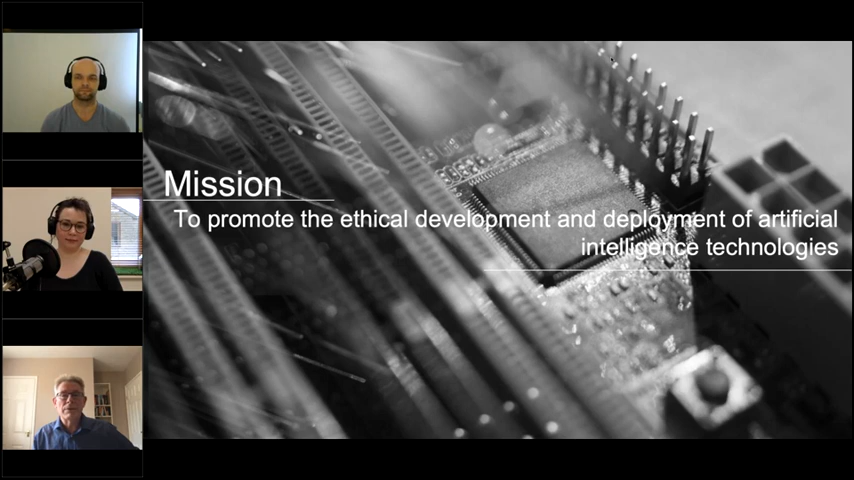 Mission
To promote the ethical development and deployment of artificial
intelligence technologies